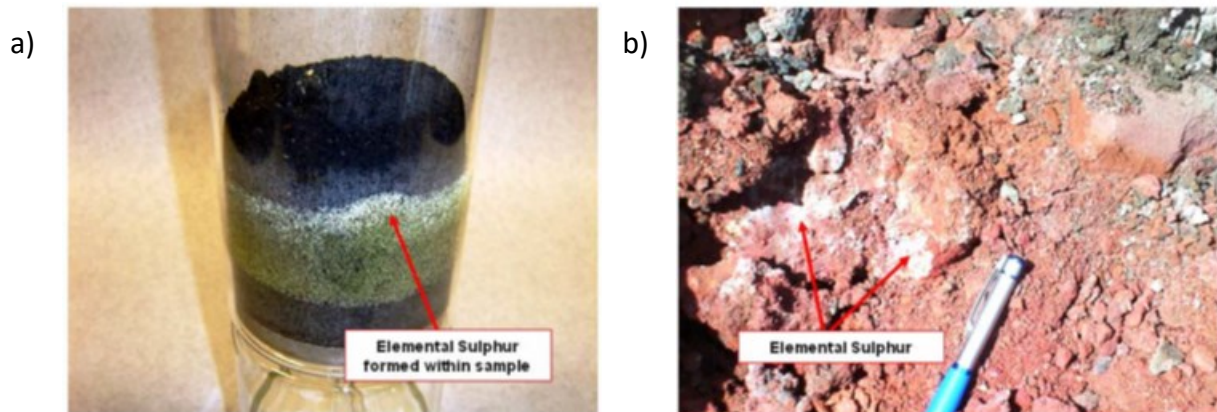 a)
b)
Elemental Sulphur
formed within sample
Elemental Sulphur